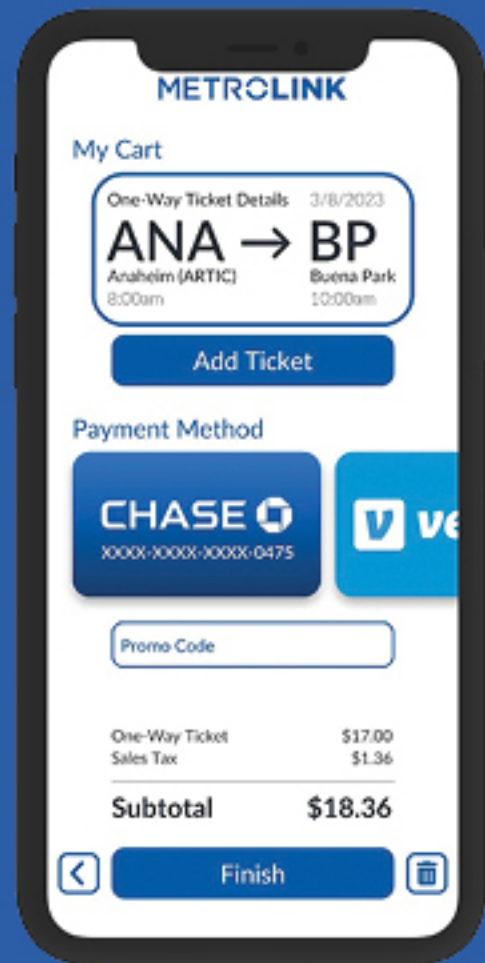 METROLINK
My Cart
One-Way Ticket Details 3/8/2023
ANA → BP
Anaheim (ARTIC) Buena Park
8:00am 10:00am
Add Ticket
Payment Method
CHASE
XXXX-XXXX-XXXX-0475
V ve
Promo Code
One-Way Ticket $17.00
Sales Tax $1.36
Subtotal $18.36
Finish